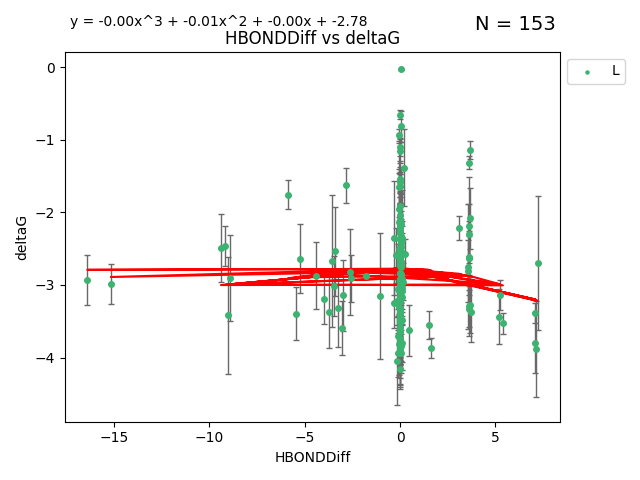 y = -0.00x^3 + -0.01x^2 + -0.00x + -2.78
N = 153
HBONDDiff vs deltaG
L
deltaG
0
−1
−2
−3
−4
−15
−10
−5
0
5
HBONDDiff